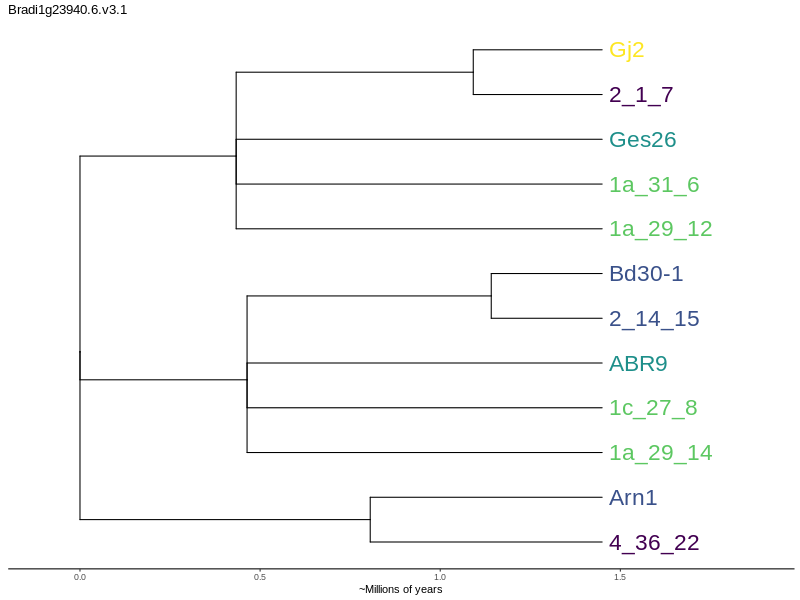 Bradi1g23940.6.v3.1
Gj2
2_1_7
Ges26
1a_31_6
1a_29_12
Bd30-1
2_14_15
ABR9
1c_27_8
1a_29_14
Arn1
4_36_22
0.0 0.5 1.0 1.5
~Millions of years